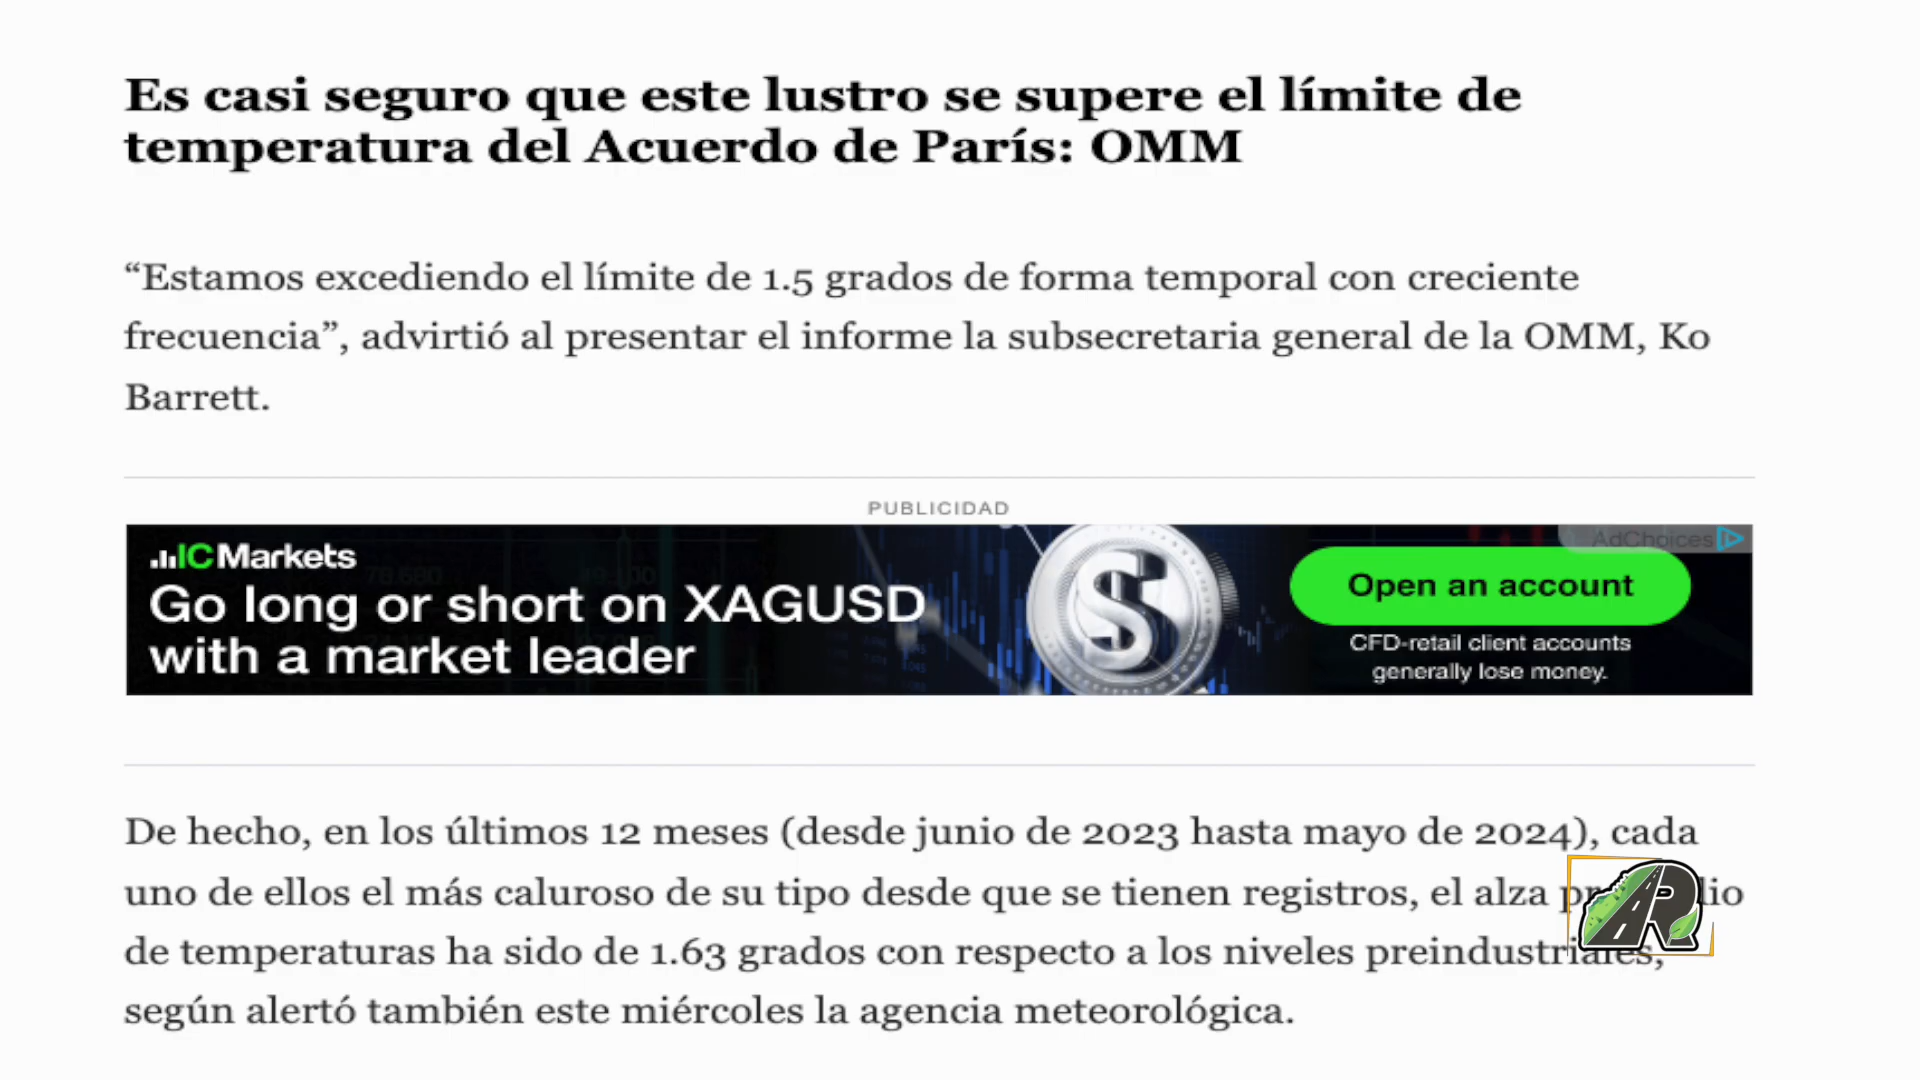 Es casi seguro que este lustro se supere el límite de
temperatura del Acuerdo de París: OMM
“Estamos excediendo el límite de 1.5 grados de forma temporal con creciente
frecuencia”, advirtió al presentar el informe la subsecretaria general de la OMM, Ko
Barrett.
PUBLICIDAD
AdChoices
ICMarkets
Go long or short on XAGUSD
with a market leader
Open an account
CFD-retail client accounts
generally lose money.
De hecho, en los últimos 12 meses (desde junio de 2023 hasta mayo de 2024), cada
uno de ellos el más caluroso de su tipo desde que se tienen registros, el alza
de temperaturas ha sido de 1.63 grados con respecto a los niveles preindustriales,
según alertó también este miércoles la agencia meteorológica.